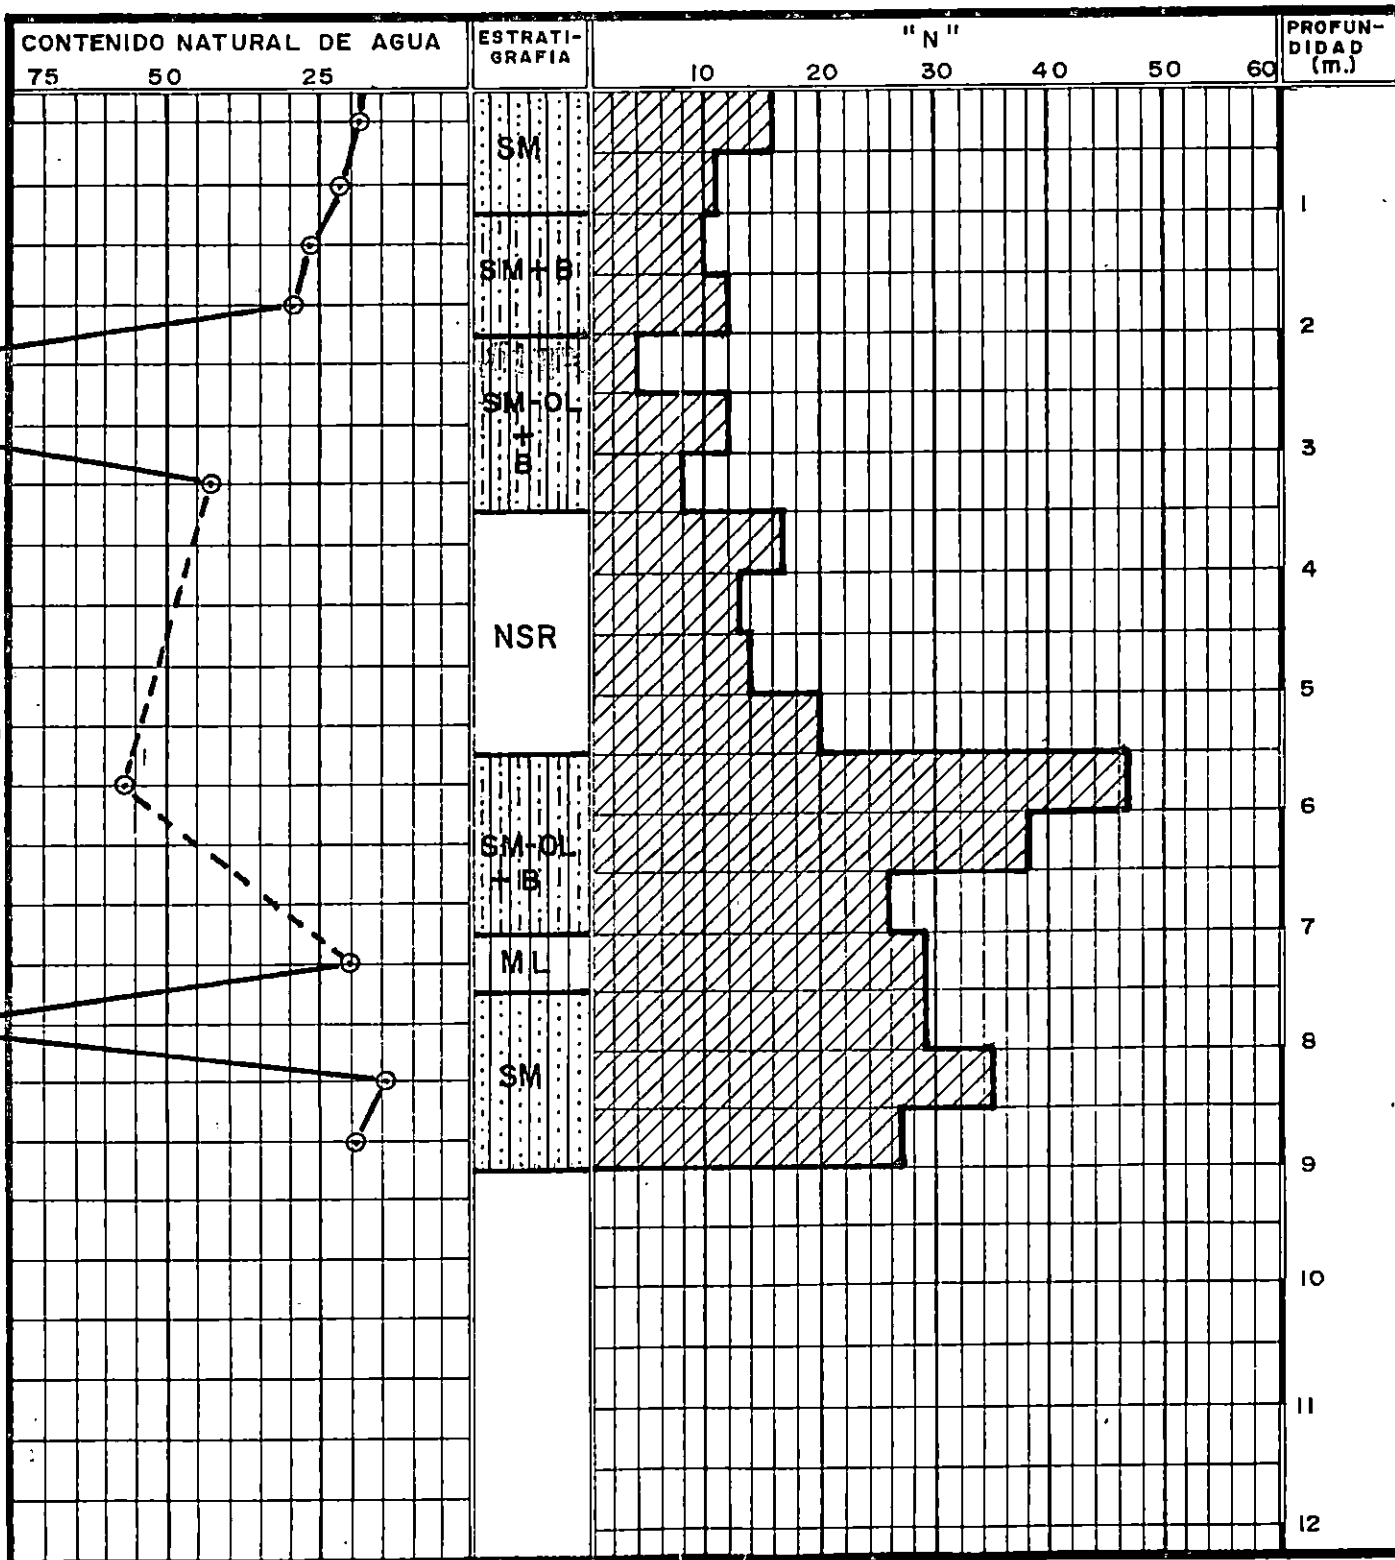 CONTENIDO NATURAL DE AGUA
75 50 25
ESTRATI-
GRAFIA
"N"
10 20 30 40 50 60
PROFUN-
DIDAD
(m.)
SM
SM+B
SM-OL
+
B
NSR
SM-OL
+B
ML
SM
1
2
3
4
5
6
7
8
9
10
11
12